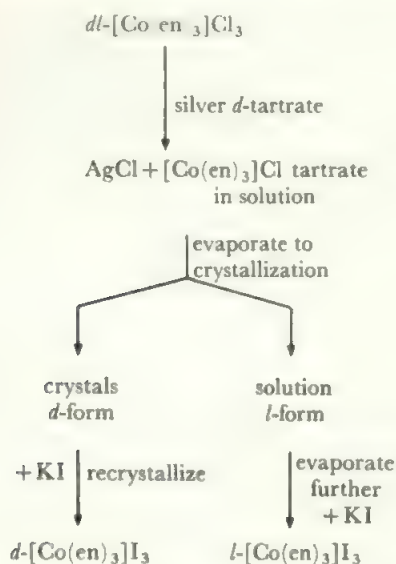 dl-[Co en 3]Cl3
silver d-tartrate
AgCl+[Co(en)3]Cl tartrate
in solution
evaporate to
crystallization
crystals
d-form
solution
l-form
+KI
recrystallize
evaporate
further
+KI
d-[Co(en)3]I3
l-[Co(en)3]I3